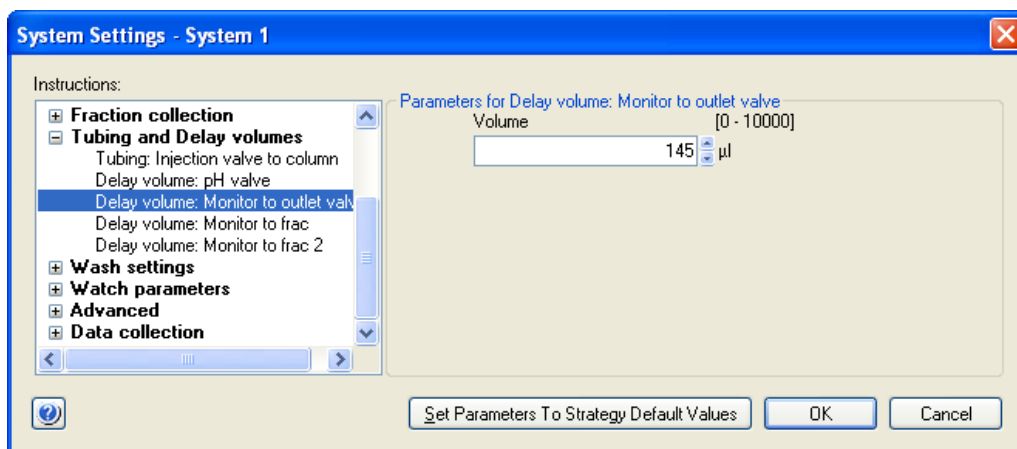 System Settings - System 1
Instructions:
Fraction collection
Tubing and Delay volumes
Tubing: Injection valve to column
Delay volume: pH valve
Delay volume: Monitor to outlet valv
Delay volume: Monitor to frac
Delay volume: Monitor to frac 2
Wash settings
Watch parameters
Advanced
Data collection
Parameters for Delay volume: Monitor to outlet valve
Volume [0 - 10000]
145 µl
Set Parameters To Strategy Default Values OK Cancel